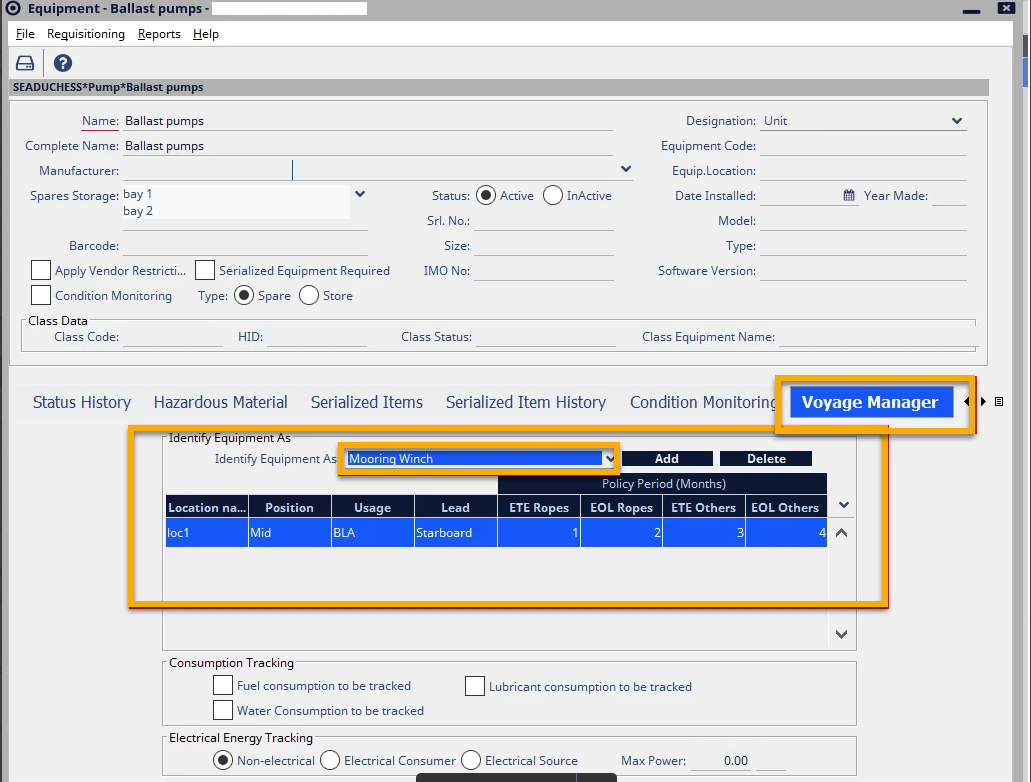 Equipment - Ballast pumps -
File Requisitioning Reports Help
SEADUCHESS*Pump*Ballast pumps
Name: Ballast pumps Designation: Unit
Complete Name: Ballast pumps Equipment Code:
Manufacturer: Equip.Location:
Spares Storage: bay 1 Status: Active InActive Date Installed: Year Made:
bay 2
Srl. No.: Model:
Barcode: Size: Type:
Apply Vendor Restricti... Serialized Equipment Required IMO No: Software Version:
Condition Monitoring Type: Spare Store
Class Data
Class Code: HID: Class Status: Class Equipment Name:
Status History Hazardous Material Serialized Items Serialized Item History Condition Monitoring Voyage Manager
Identify Equipment As
Identify Equipment As Mooring Winch Add Delete
Policy Period (Months)
Location na... Position Usage Lead ETE Ropes EOL Ropes ETE Others EOL Others
loc1 Mid BLA Starboard 1 2 3 4
Consumption Tracking
Fuel consumption to be tracked Lubricant consumption to be tracked
Water Consumption to be tracked
Electrical Energy Tracking
Non-electrical Electrical Consumer Electrical Source Max Power: 0.00